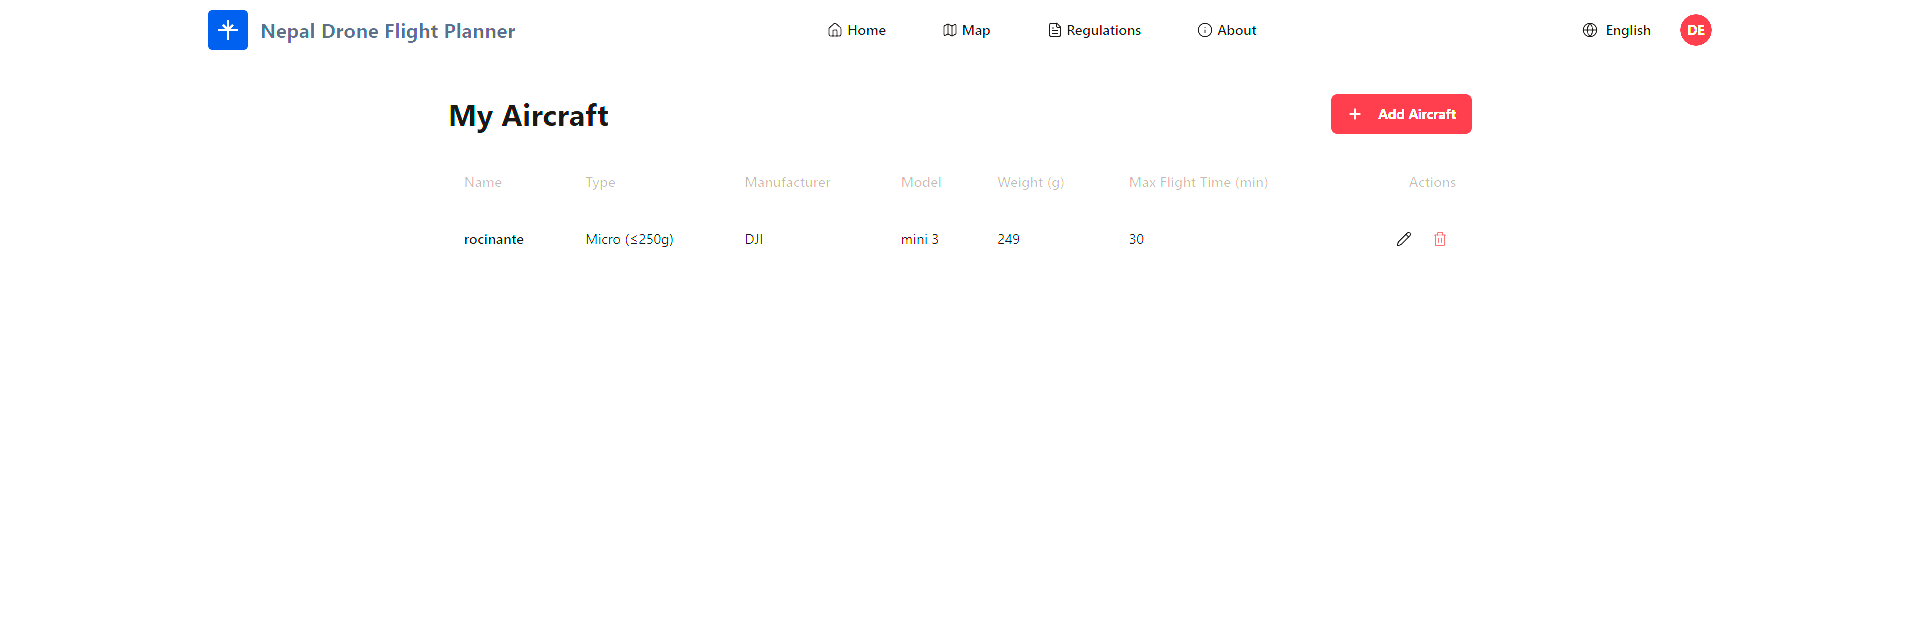 Nepal Drone Flight Planner
Home Map Regulations About
English DE
My Aircraft
Add Aircraft
Name Type Manufacturer Model Weight (g) Max Flight Time (min) Actions
rocinante Micro (≤250g) DJI mini 3 249 30